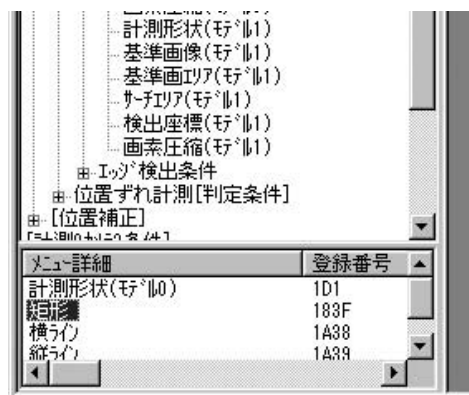 計測形状(ﾓﾃﾞﾙ1)
基準画像(ﾓﾃﾞﾙ1)
基準画ｴﾘｱ(ﾓﾃﾞﾙ1)
ｻｰﾁｴﾘｱ(ﾓﾃﾞﾙ1)
検出座標(ﾓﾃﾞﾙ1)
画素圧縮(ﾓﾃﾞﾙ1)
ｴｯｼﾞ検出条件
位置ずれ計測[判定条件]
[位置補正]
ﾒﾆｭｰ詳細 登録番号
計測形状(ﾓﾃﾞﾙ0) 1D1
矩形 183F
横ﾗｲﾝ 1A38
縦ﾗｲﾝ 1A39